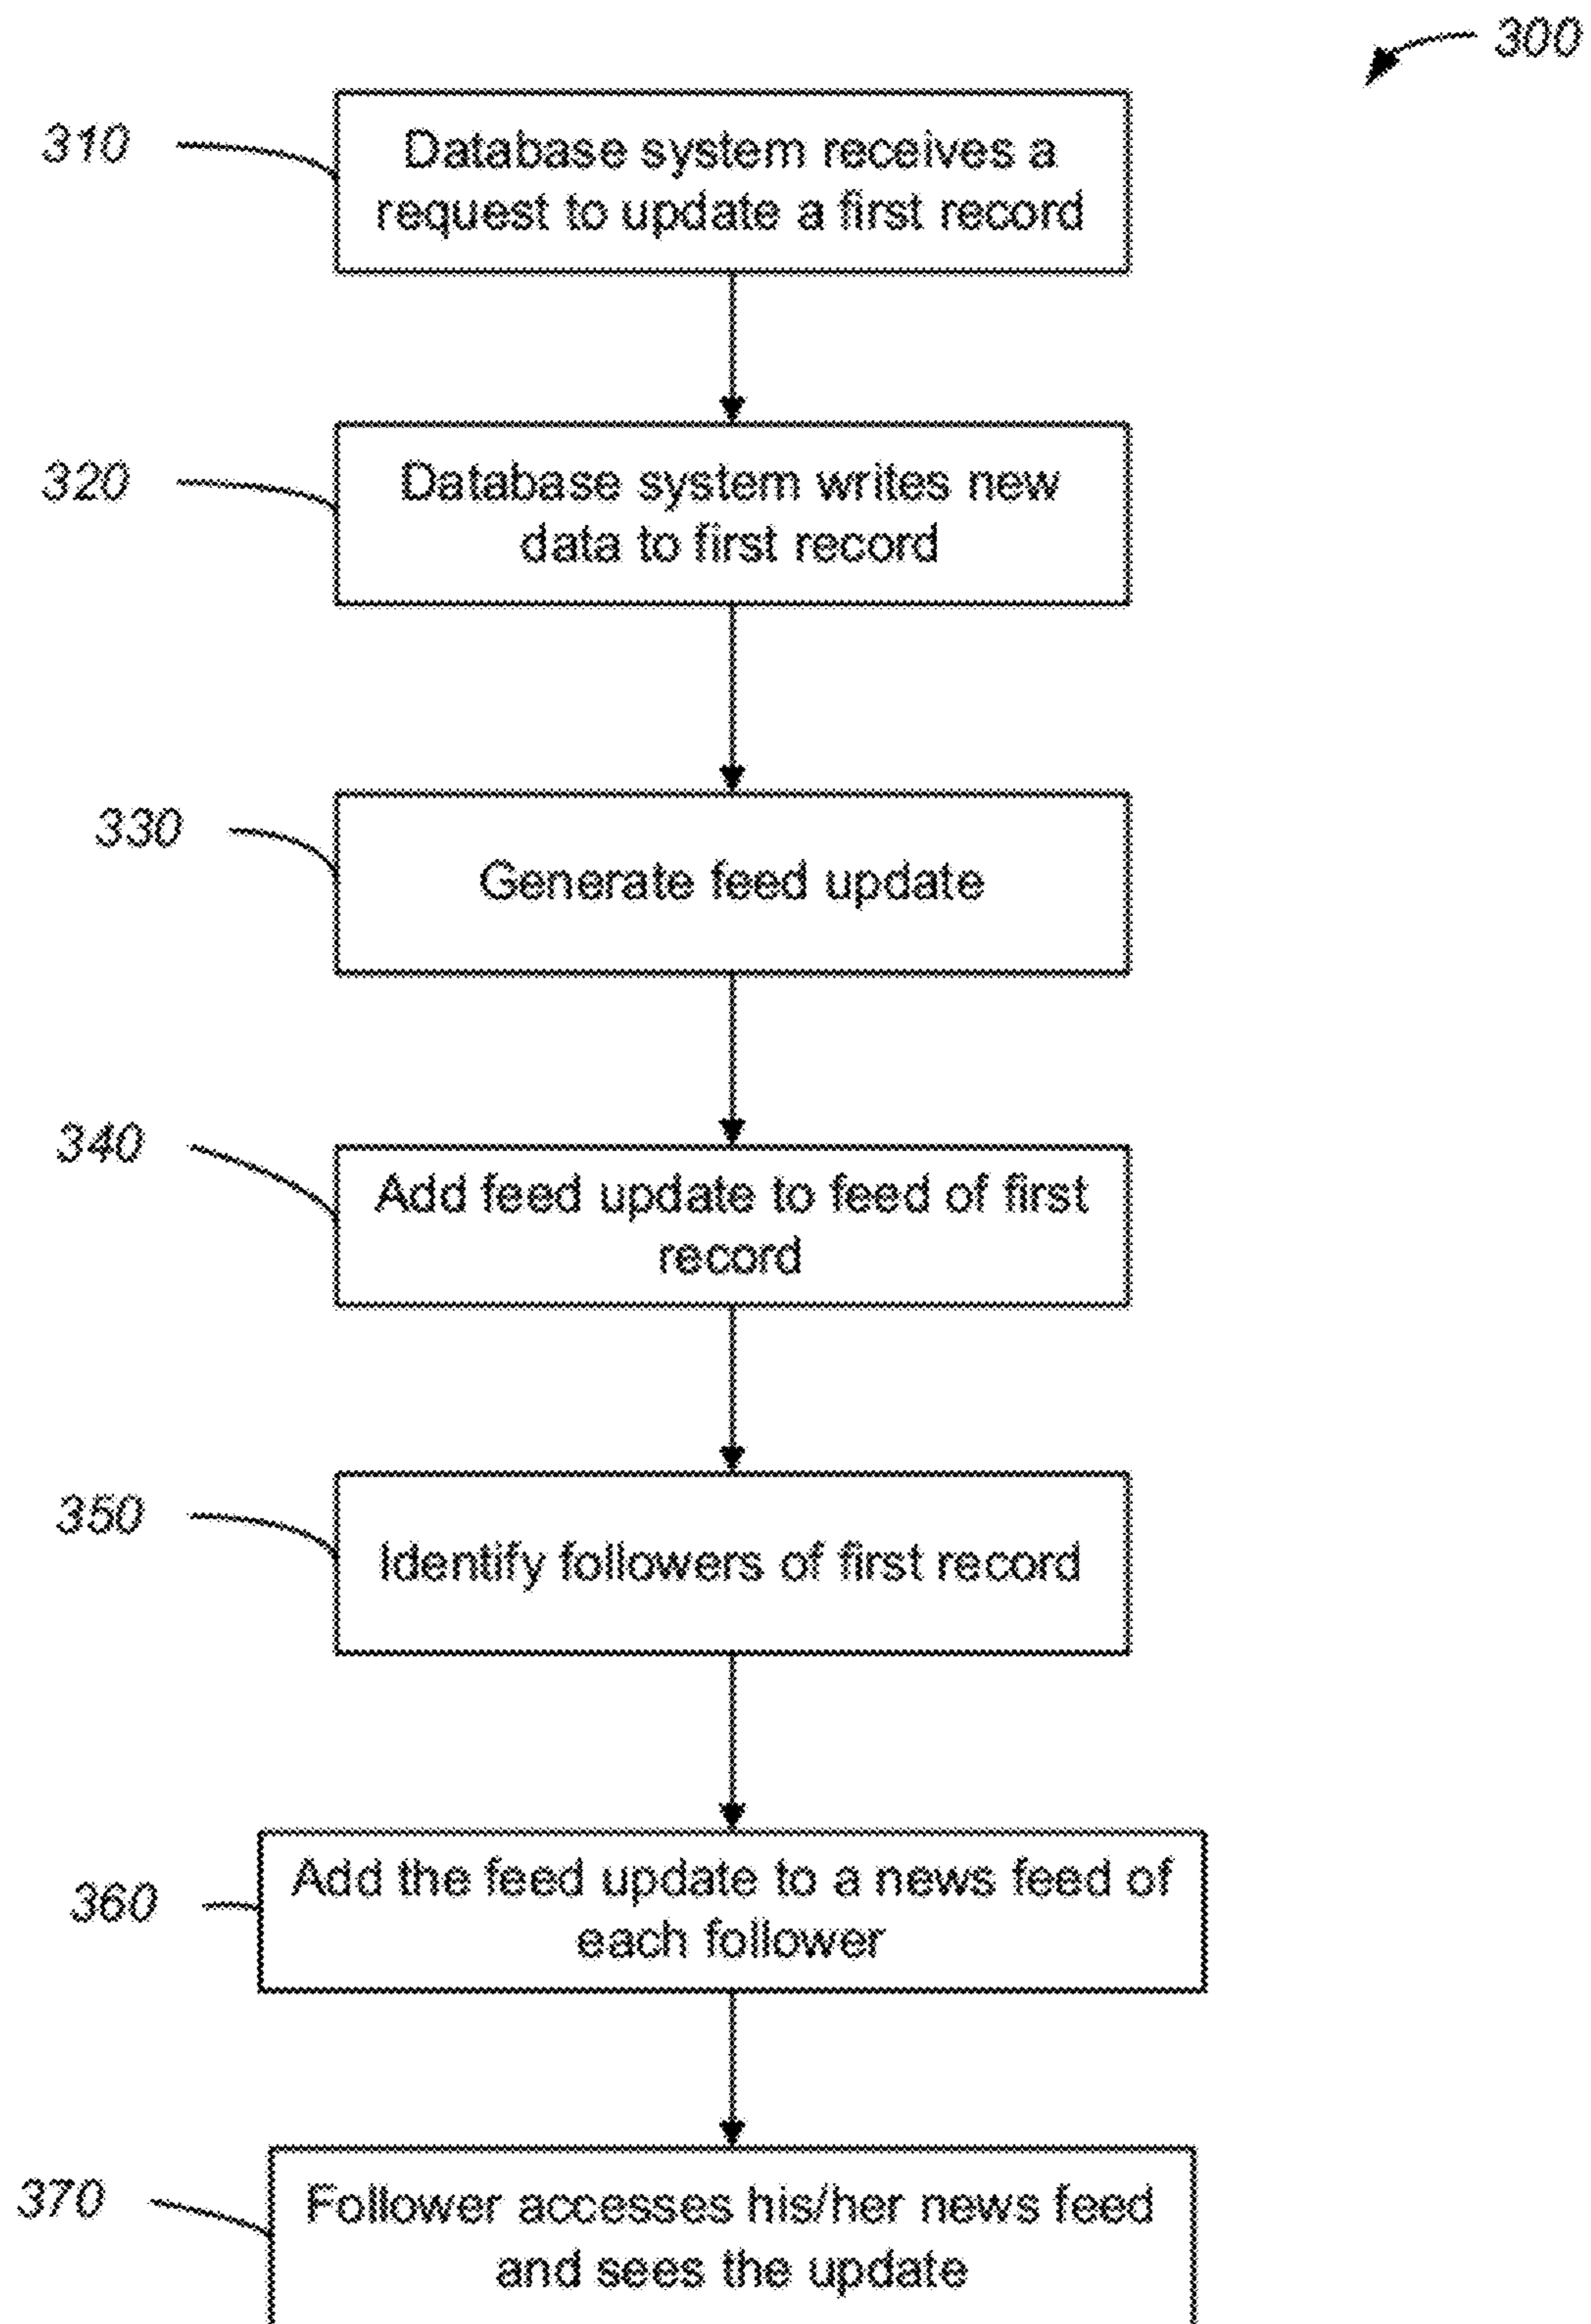 300
310
Database system receives a
request to update a first record
320
Database system writes new
data to first record
330
Generate feed update
340
Add feed update to feed of first
record
350
Identify followers of first record
360
Add the feed update to a news feed of
each follower
370
Follower accesses his/her news feed
and sees the update